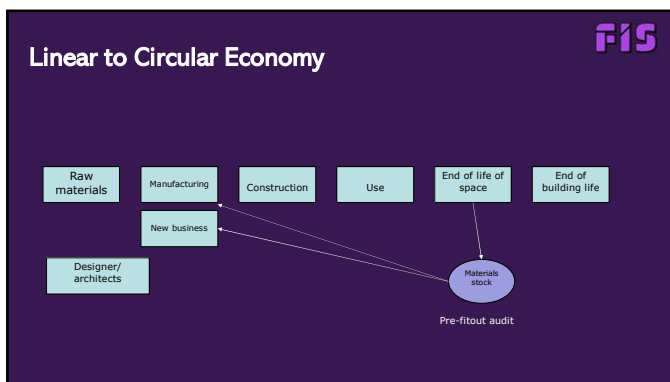 FIS
Linear to Circular Economy
Raw
materials
Manufacturing
Construction
Use
End of life of
space
End of
building life
New business
Designer/
architects
Materials
stock
Pre-fitout audit